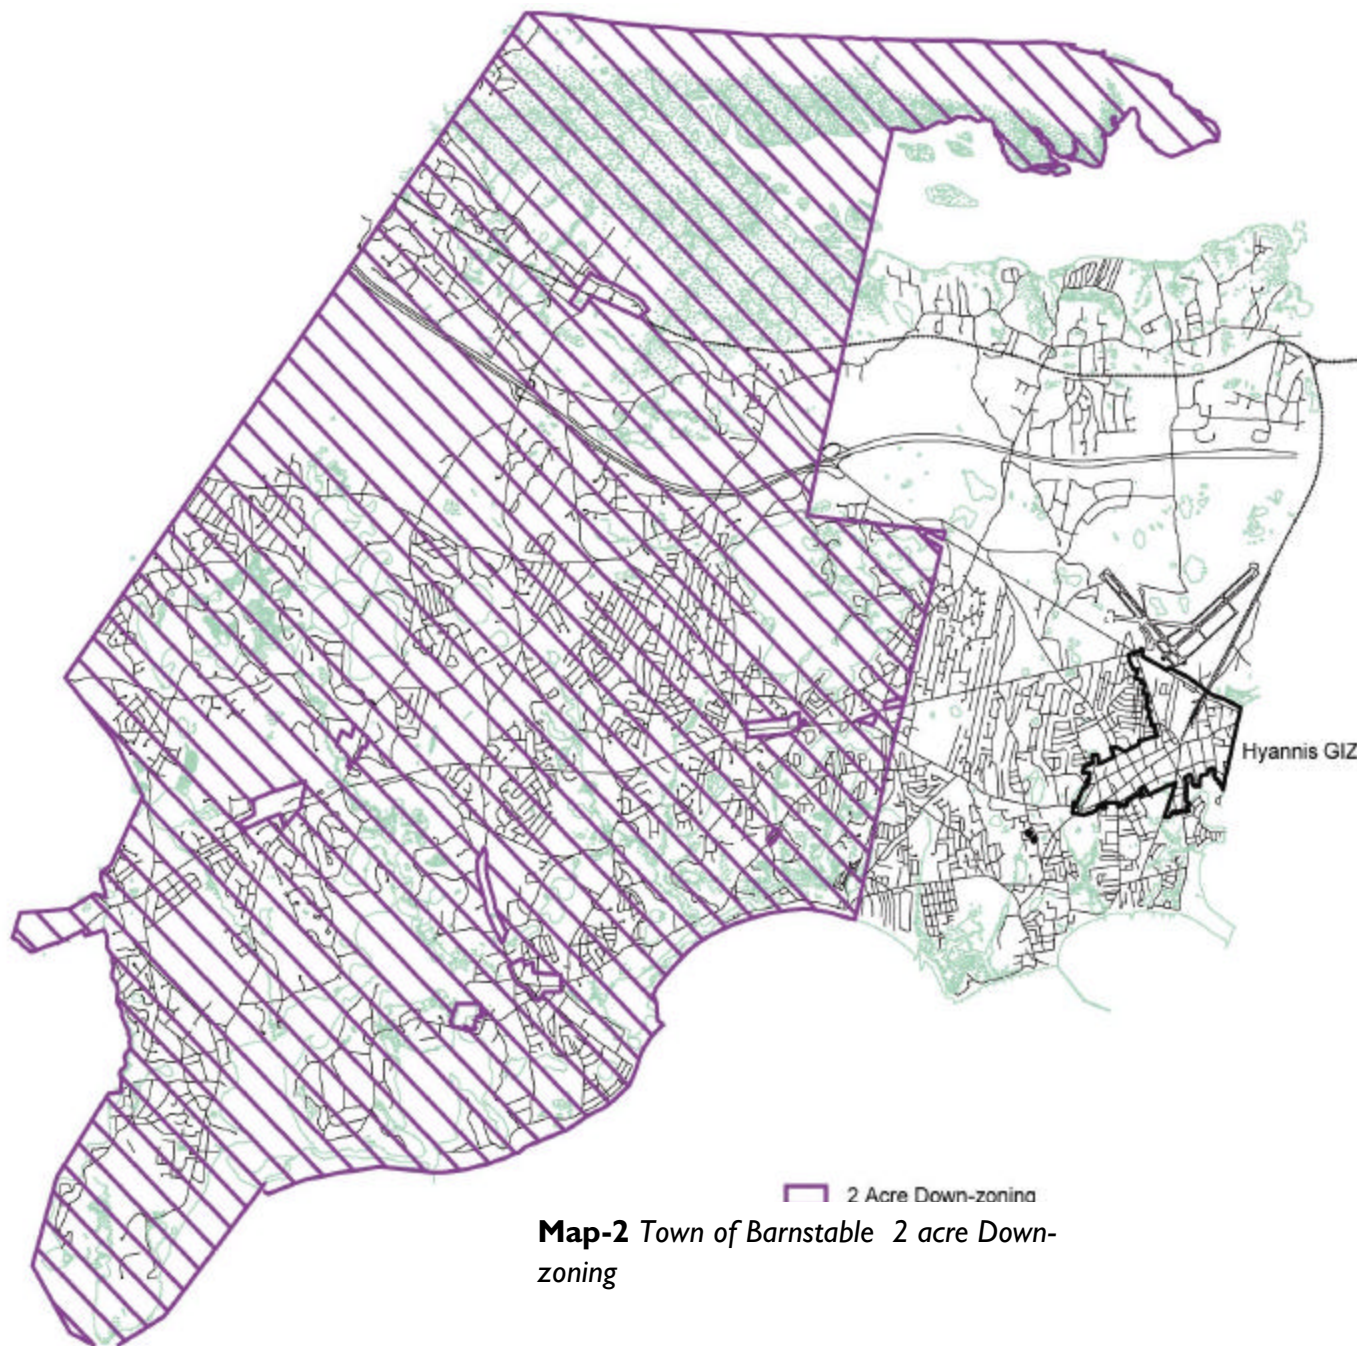 Hyannis GIZ
2 Acre Down-zoning
Map-2 Town of Barnstable 2 acre Down-
zoning